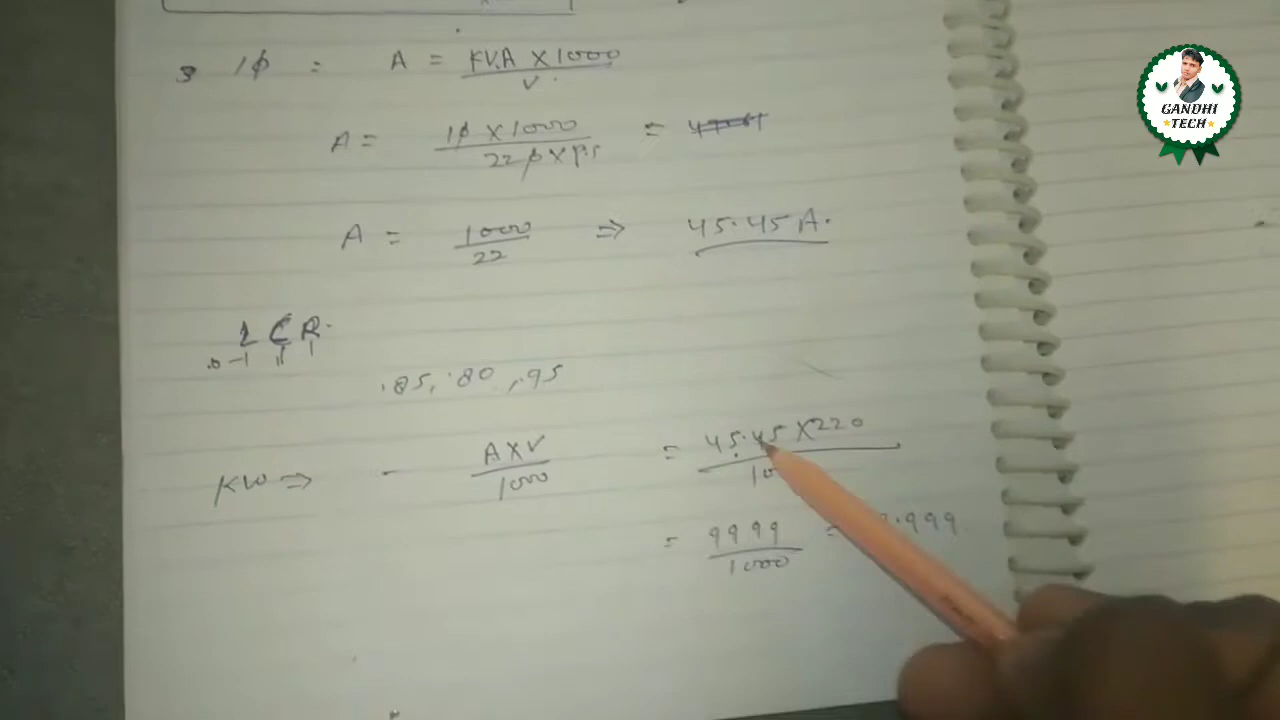 3 1φ = A = KVA X 1000 / V
A = 10 X 1000 / 220 X P.F =
A = 1000 / 22 ⇒ 45.45 A.
L C R.
.85, .80, .95
KW ⇒ - A X V / 1000 = 45.45 X 220
= 9999 / 1000 = .999
GANDHI
TECH